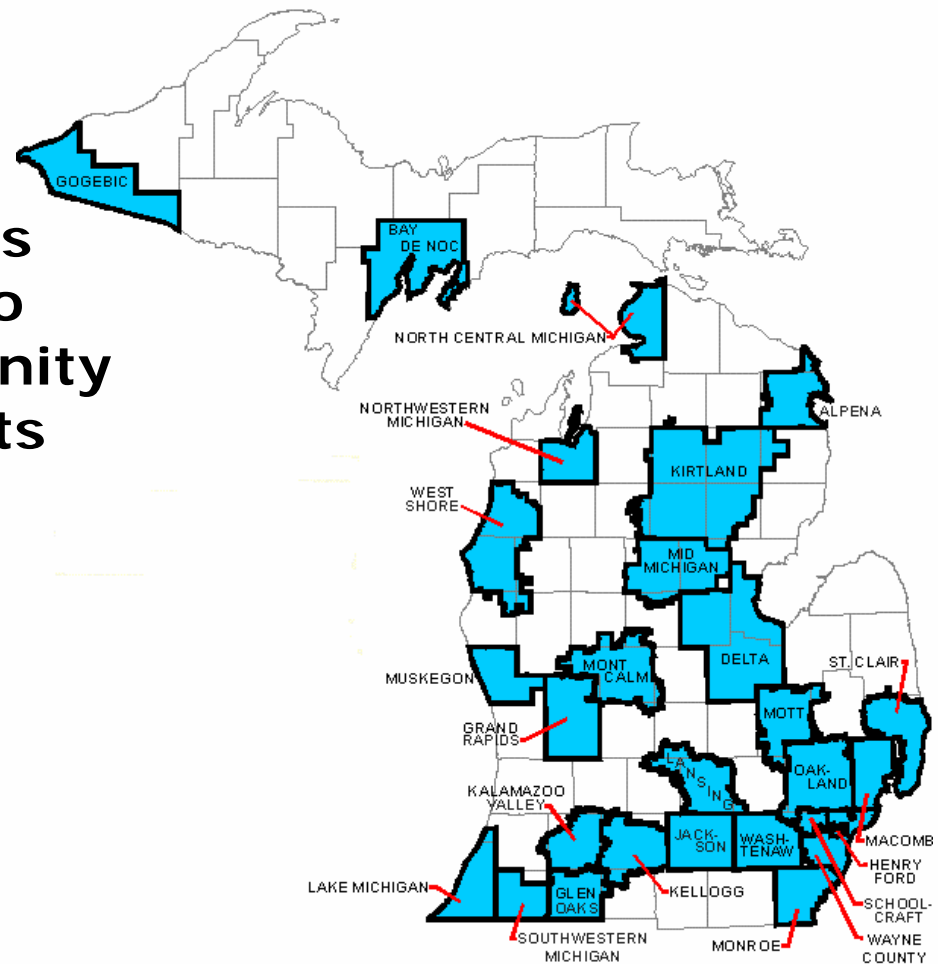 s
o
nity
ts
GOGEBIC
BAY
DE NOC
NORTH CENTRAL MICHIGAN
NORTHWESTERN
MICHIGAN
ALPENA
KIRTLAND
WEST
SHORE
MID
MICHIGAN
DELTA
ST. CLAIR
MUSKEGON
MONT
CALM
MOTT
GRAND
RAPIDS
LANSING
OAK-
LAND
KALAMAZOO
VALLEY
JACK-
SON
WASH-
TENAW
MACOMB
HENRY
FORD
LAKE MICHIGAN
GLEN
OAKS
KELLOGG
SCHOOL-
CRAFT
SOUTHWESTERN
MICHIGAN
MONROE
WAYNE
COUNTY